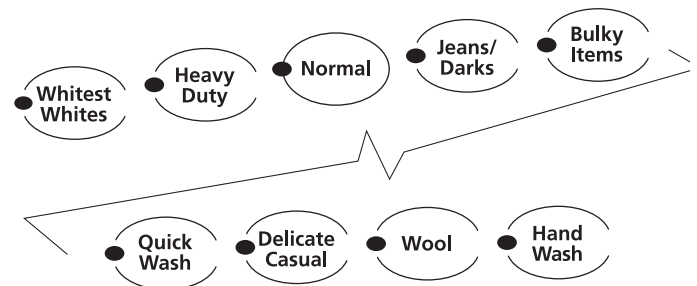 Whitest
Whites
Heavy
Duty
Normal
Jeans/
Darks
Bulky
Items
Quick
Wash
Delicate
Casual
Wool
Hand
Wash